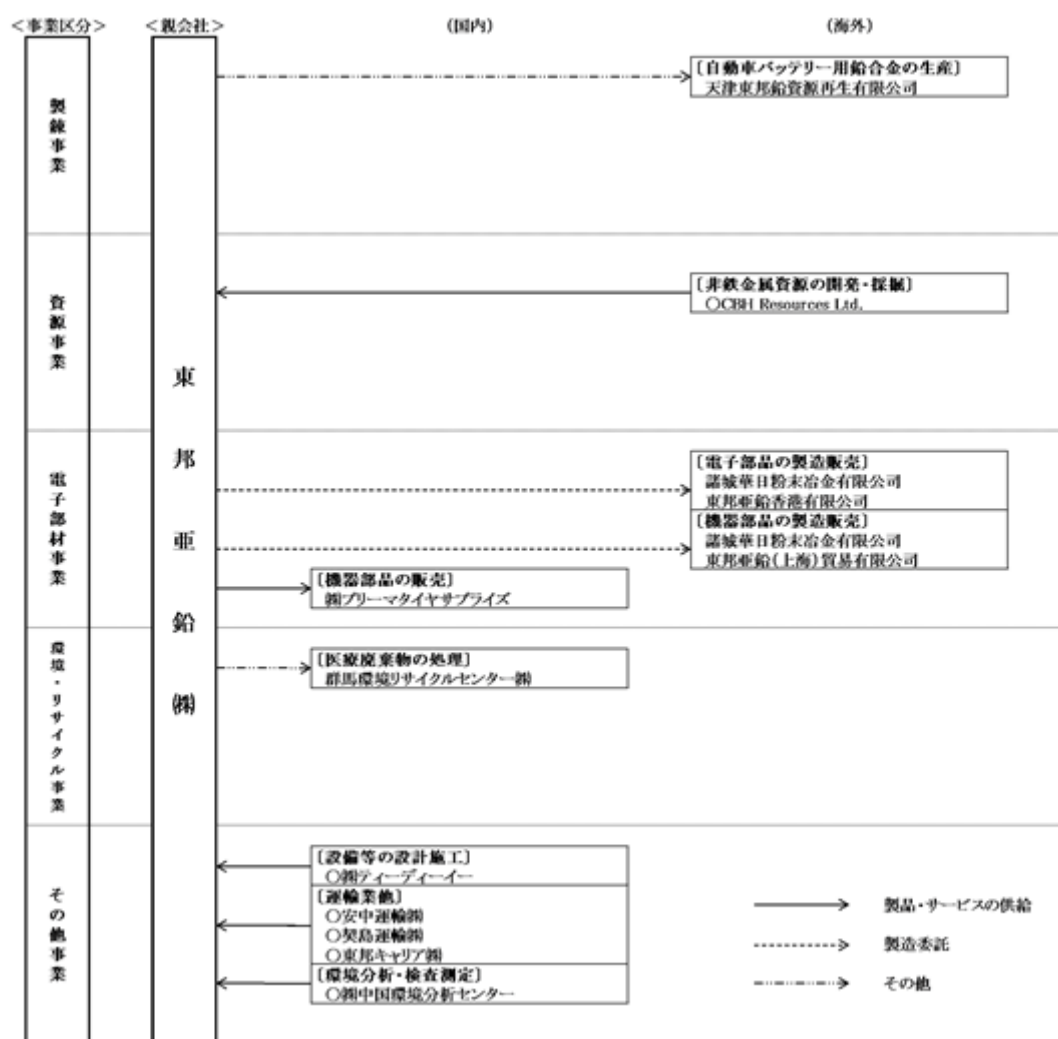 ＜事業区分＞ ＜親会社＞ (国内) (海外)
製錬事業
〔自動車バッテリー用鉛合金の生産〕
天津東邦鉛資源再生有限公司
資源事業
〔非鉄金属資源の開発・採掘〕
○CBH Resources Ltd.
東邦亜鉛㈱
電子部材事業
〔電子部品の製造販売〕
諸城華日粉末冶金有限公司
東邦亜鉛香港有限公司
〔機器部品の製造販売〕
諸城華日粉末冶金有限公司
東邦亜鉛(上海)貿易有限公司
〔機器部品の販売〕
㈱プリーマタイヤサプライズ
環境・リサイクル事業
〔医療廃棄物の処理〕
群馬環境リサイクルセンター㈱
その他事業
〔設備等の設計施工〕
○㈱ティーディーイー
〔運輸業他〕
○安中運輸㈱
○契島運輸㈱
○東邦キャリア㈱
〔環境分析・検査測定〕
○㈱中国環境分析センター
製品・サービスの供給
製造委託
その他